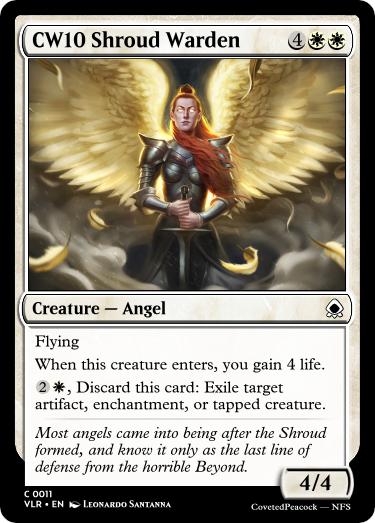 CW10 Shroud Warden 4
Creature — Angel
Flying
When this creature enters, you gain 4 life.
2, Discard this card: Exile target
artifact, enchantment, or tapped creature.
Most angels came into being after the Shroud
formed, and know it only as the last line of
defense from the horrible Beyond.
4/4
C 0011
VLR • EN Leonardo Santanna
CovetedPeacock — NFS